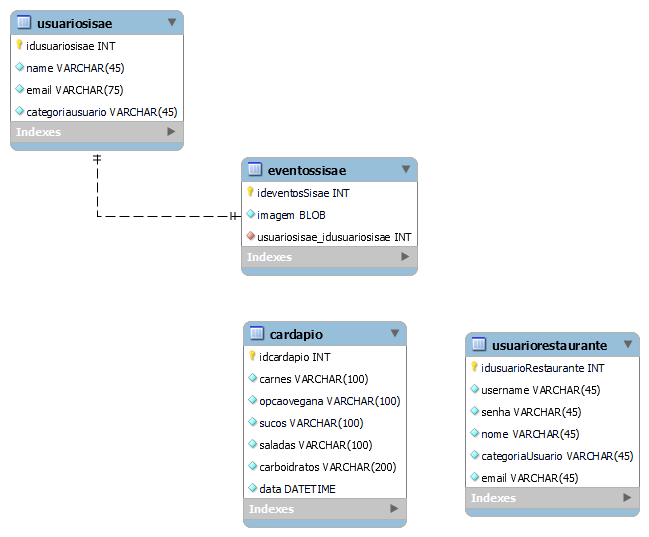 usuariosisae
idusuariosisae INT
name VARCHAR(45)
email VARCHAR(75)
categoriausuario VARCHAR(45)
Indexes
eventossisae
ideventosSisae INT
imagem BLOB
usuariosisae_idusuariosisae INT
Indexes
cardapio
idcardapio INT
carnes VARCHAR(100)
opcaovegana VARCHAR(100)
sucos VARCHAR(100)
saladas VARCHAR(100)
carboidratos VARCHAR(200)
data DATETIME
Indexes
usuariorestaurante
idusuarioRestaurante INT
username VARCHAR(45)
senha VARCHAR(45)
nome VARCHAR(45)
categoriaUsuario VARCHAR(45)
email VARCHAR(45)
Indexes